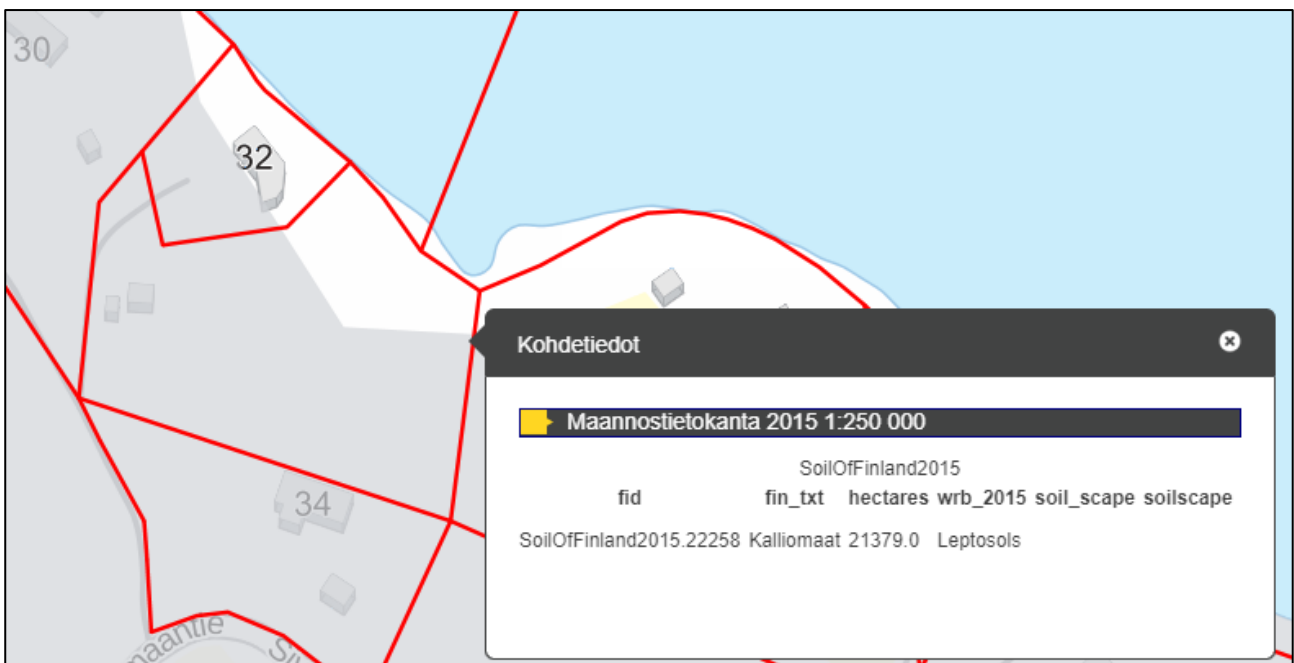 30
32
Kohdetiedot
Maannostietokanta 2015 1:250 000
SoilOfFinland2015
fid fin_txt hectares wrb_2015 soil_scape soilscape
SoilOfFinland2015.22258 Kalliomaat 21379.0 Leptosols
34
maantie